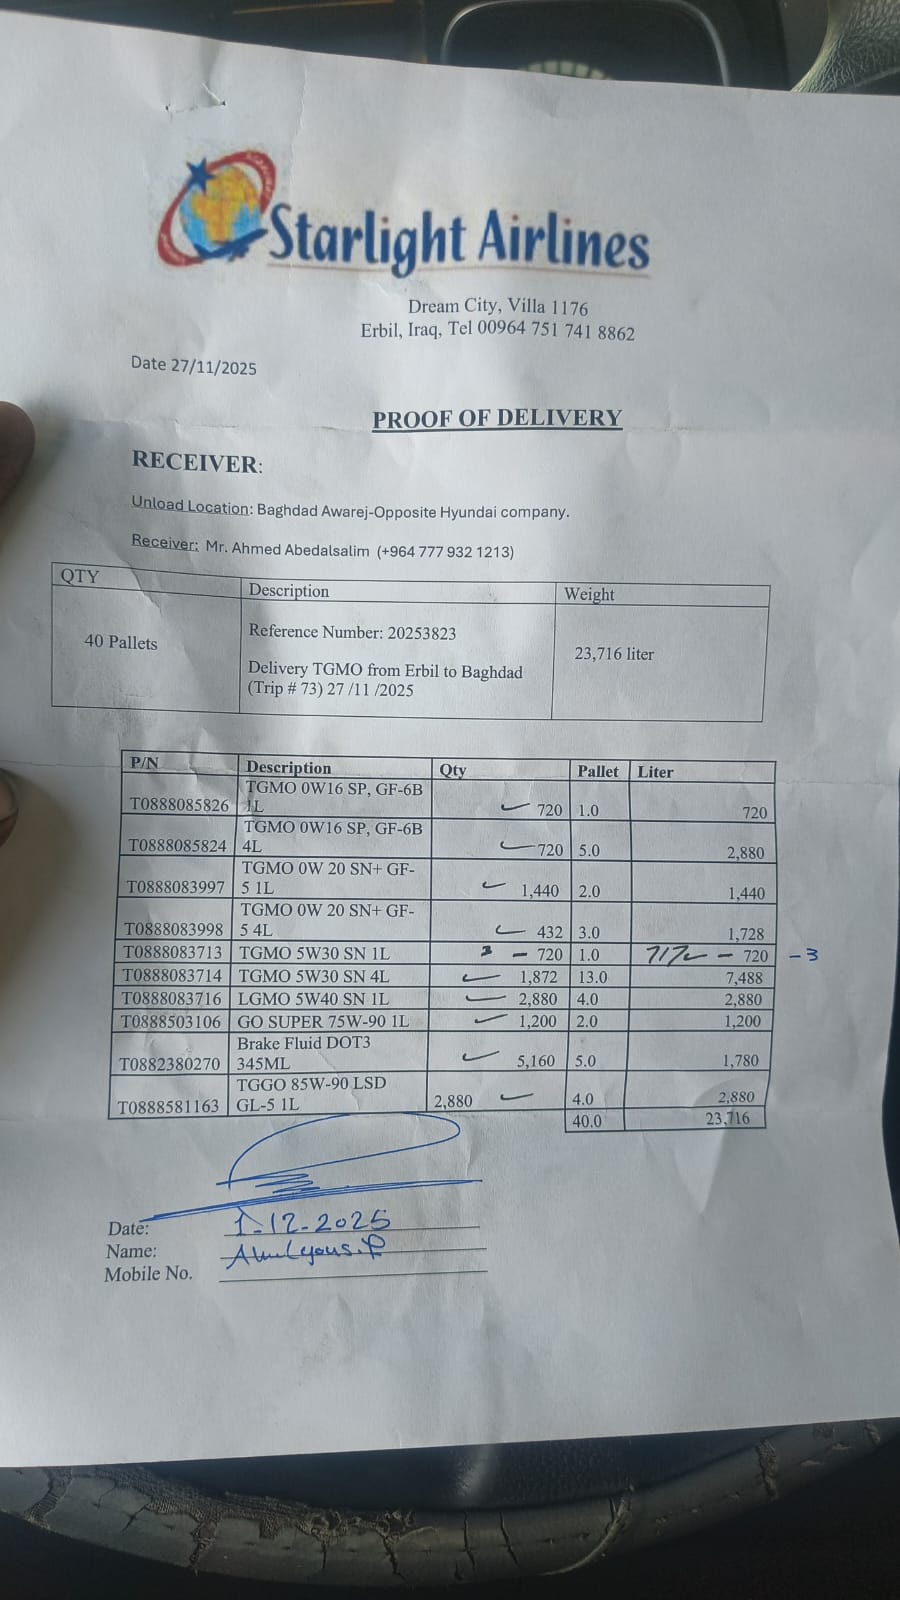 Starlight Airlines
Dream City, Villa 1176
Erbil, Iraq, Tel 00964 751 741 8862
Date 27/11/2025
PROOF OF DELIVERY
RECEIVER:
Unload Location: Baghdad Awarej-Opposite Hyundai company.
Receiver: Mr. Ahmed Abedalsalim (+964 777 932 1213)
QTY Description Weight
40 Pallets
Reference Number: 20253823
Delivery TGMO from Erbil to Baghdad
(Trip # 73) 27 /11 /2025
23,716 liter
P/N Description Qty Pallet Liter
TGMO 0W16 SP, GF-6B
T0888085826 1L 720 1.0 720
TGMO 0W16 SP, GF-6B
T0888085824 4L 720 5.0 2,880
TGMO 0W 20 SN+ GF-
T0888083997 5 1L 1,440 2.0 1,440
TGMO 0W 20 SN+ GF-
T0888083998 5 4L 432 3.0 1,728
T0888083713 TGMO 5W30 SN 1L 3 - 720 1.0 717 - 720 -3
T0888083714 TGMO 5W30 SN 4L 1,872 13.0 7,488
T0888083716 LGMO 5W40 SN 1L 2,880 4.0 2,880
T0888503106 GO SUPER 75W-90 1L 1,200 2.0 1,200
Brake Fluid DOT3
T0882380270 345ML 5,160 5.0 1,780
TGGO 85W-90 LSD
T0888581163 GL-5 1L 2,880 4.0 2,880
40.0 23,716
Date: 1-12-2025
Name:
Mobile No.